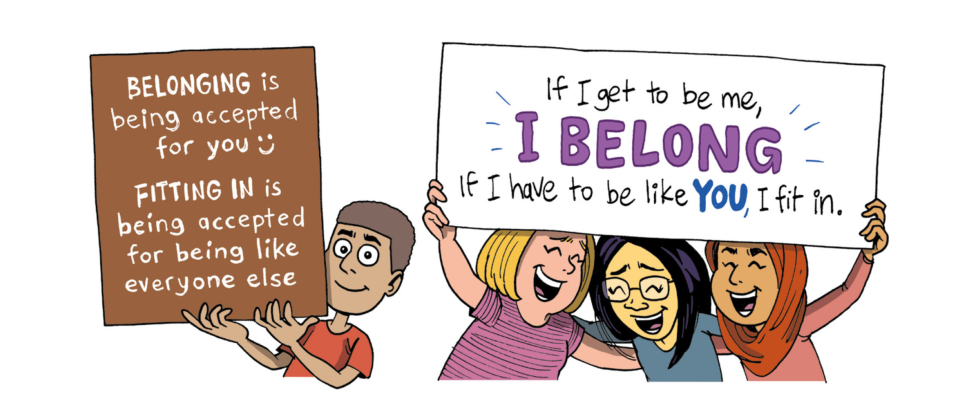 BELONGING is
being accepted
for you
FITTING IN is
being accepted
for being like
everyone else
If I get to be me,
I BELONG
If I have to be like YOU, I fit in.